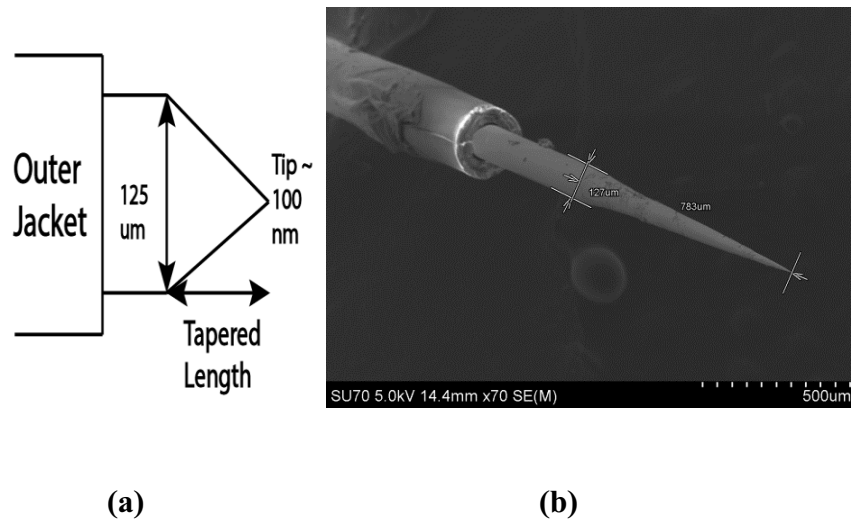 Outer
Jacket
125
um
Tip ~
100
nm
Tapered
Length
127um
783um
SU70 5.0kV 14.4mm x70 SE(M)
500um
(a)
(b)